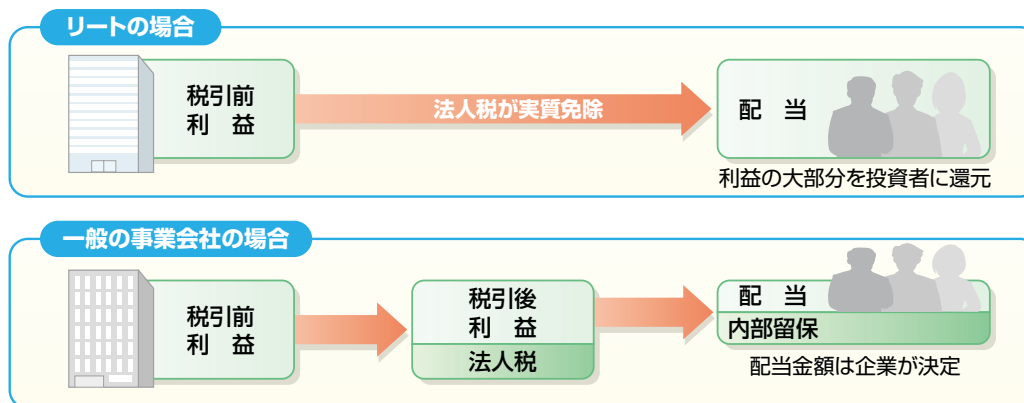 リートの場合
税引前
利　益
法人税が実質免除
配　当
利益の大部分を投資者に還元
一般の事業会社の場合
税引前
利　益
税引後
利　益
法人税
配　当
内部留保
配当金額は企業が決定